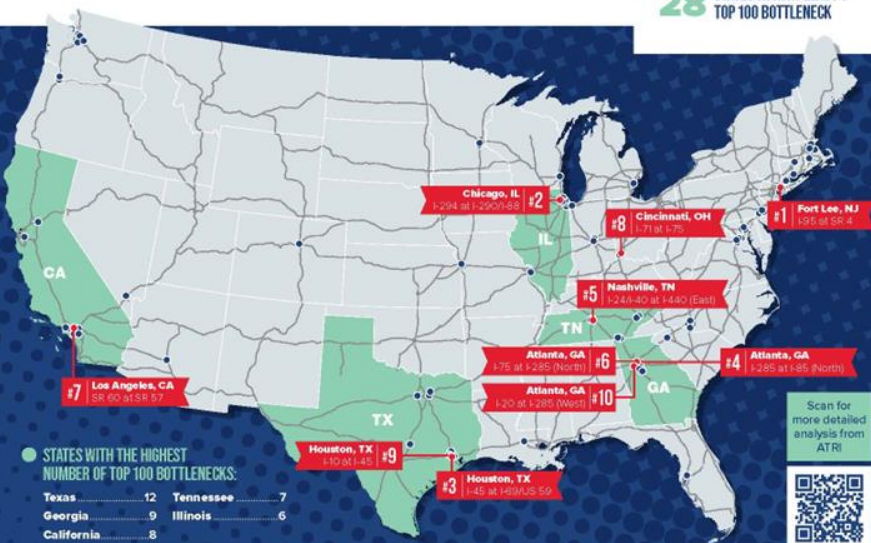 28
TOP 100 BOTTLENECK
Chicago, IL
I-294 at I-290/I-88
#2
#8
Cincinnati, OH
I-71 at I-75
#1
Fort Lee, NJ
I-95 at SR 4
IL
CA
#5
Nashville, TN
I-24/I-40 at I-440 (East)
TN
Atlanta, GA
I-75 at I-285 (North)
#6
#4
Atlanta, GA
I-285 at I-85 (North)
Atlanta, GA
I-20 at I-285 (West)
#10
GA
#7
Los Angeles, CA
SR 60 at SR 57
TX
Houston, TX
I-10 at I-45
#9
#3
Houston, TX
I-45 at I-69/US 59
Scan for
more detailed
analysis from
ATRI
STATES WITH THE HIGHEST
NUMBER OF TOP 100 BOTTLENECKS:
Texas 12 Tennessee 7
Georgia 9 Illinois 6
California 8